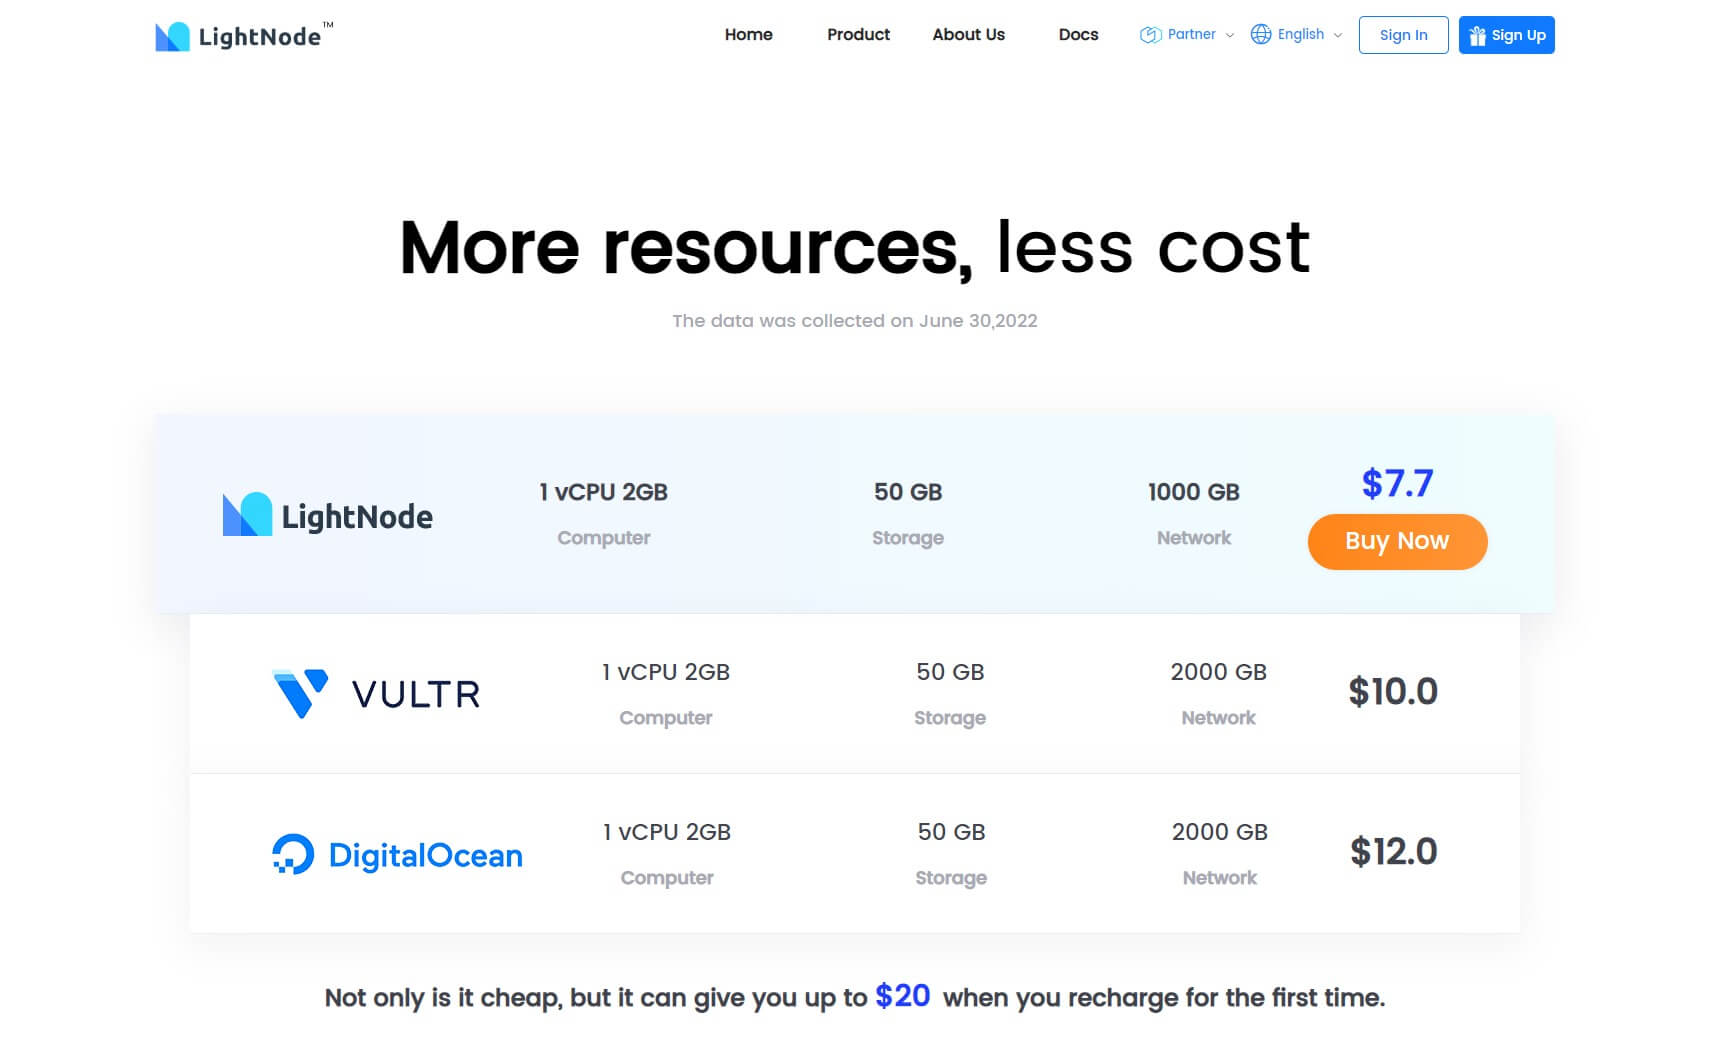 LightNode™
Home Product About Us Docs Partner English Sign In Sign Up
More resources, less cost
The data was collected on June 30,2022
LightNode
1 vCPU 2GB
Computer
50 GB
Storage
1000 GB
Network
$7.7
Buy Now
VULTR
1 vCPU 2GB
Computer
50 GB
Storage
2000 GB
Network
$10.0
DigitalOcean
1 vCPU 2GB
Computer
50 GB
Storage
2000 GB
Network
$12.0
Not only is it cheap, but it can give you up to $20 when you recharge for the first time.